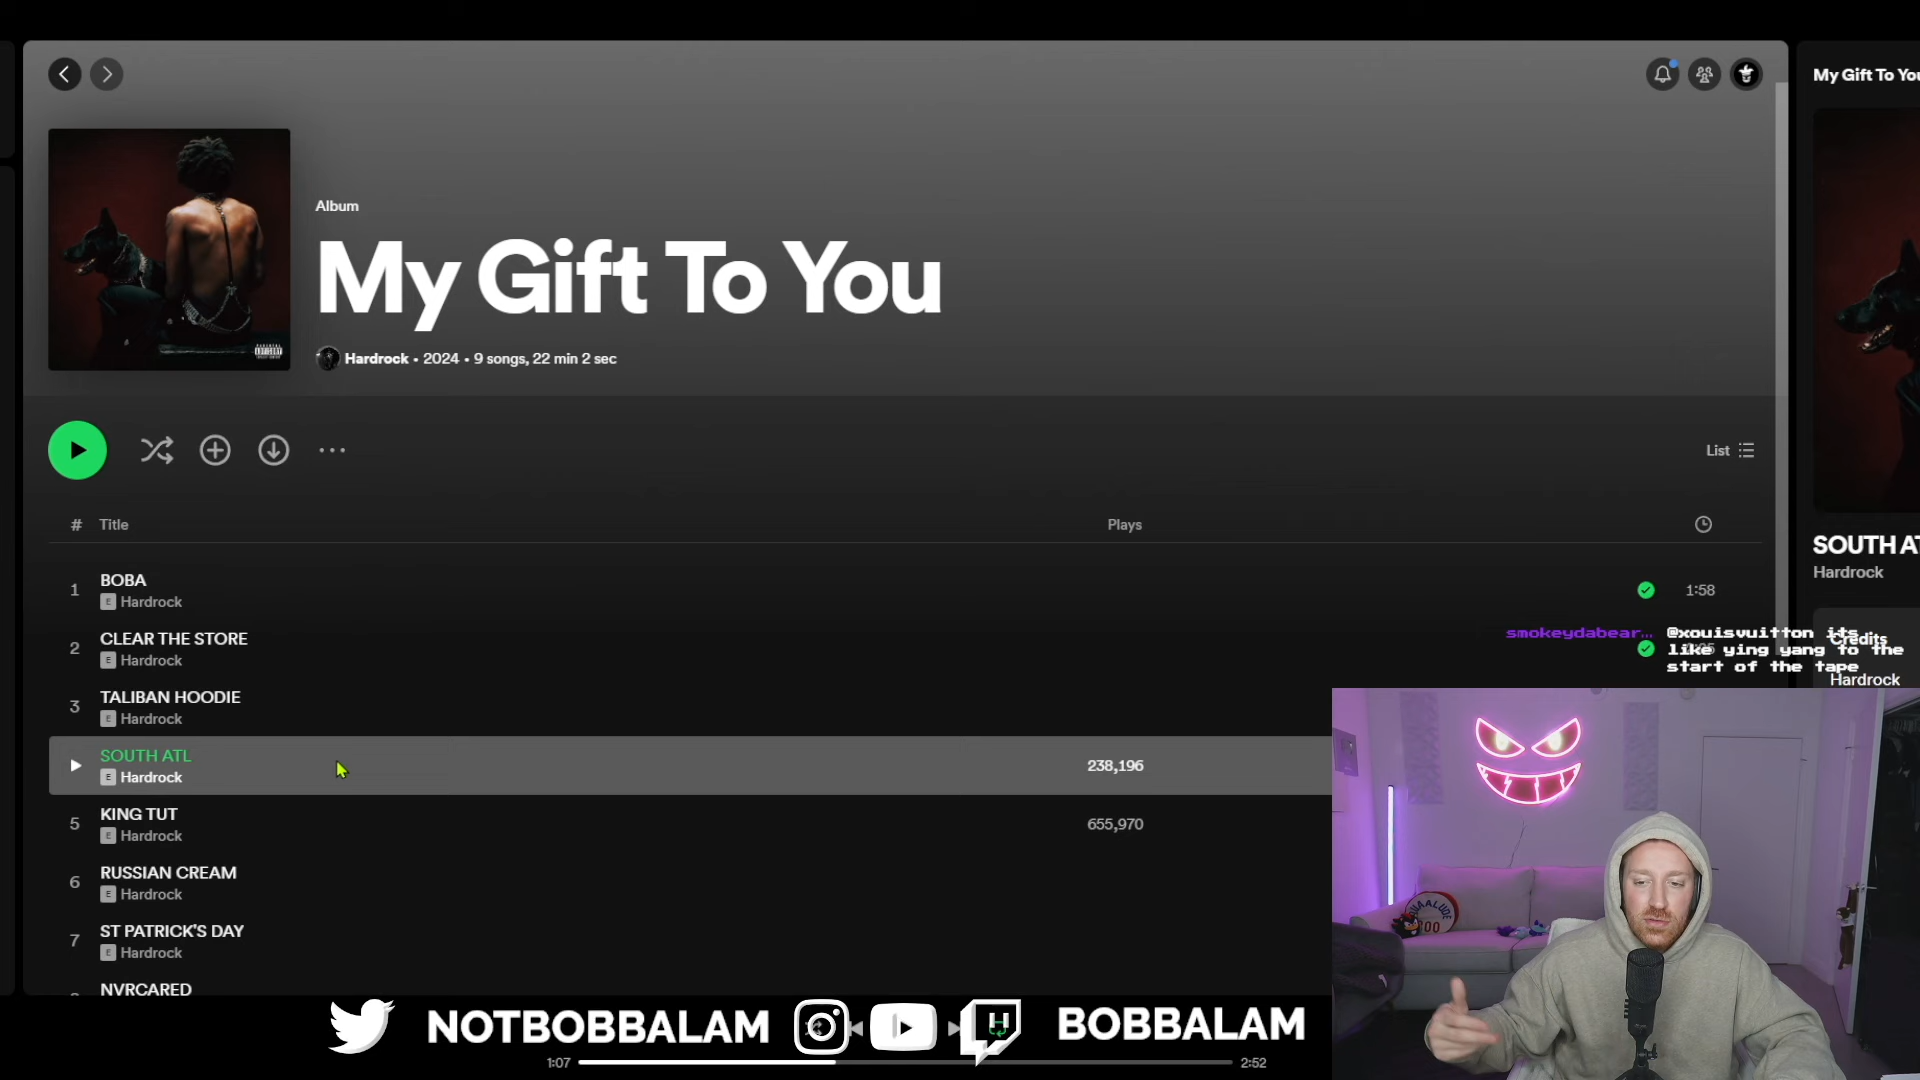 My Gift To You
Album
My Gift To You
Hardrock • 2024 • 9 songs, 22 min 2 sec
List
# Title Plays
1 BOBA 1:58
E Hardrock
2 CLEAR THE STORE
E Hardrock
3 TALIBAN HOODIE
E Hardrock
SOUTH ATL 238,196
E Hardrock
5 KING TUT 655,970
E Hardrock
6 RUSSIAN CREAM
E Hardrock
7 ST PATRICK'S DAY
E Hardrock
NVRCARED
SOUTH AT
Hardrock
Credits
Hardrock
smokeydabear... @xouisvuitton its
like ying yang to the
start of the tape
NOTBOBBALAM BOBBALAM
1:07 2:52